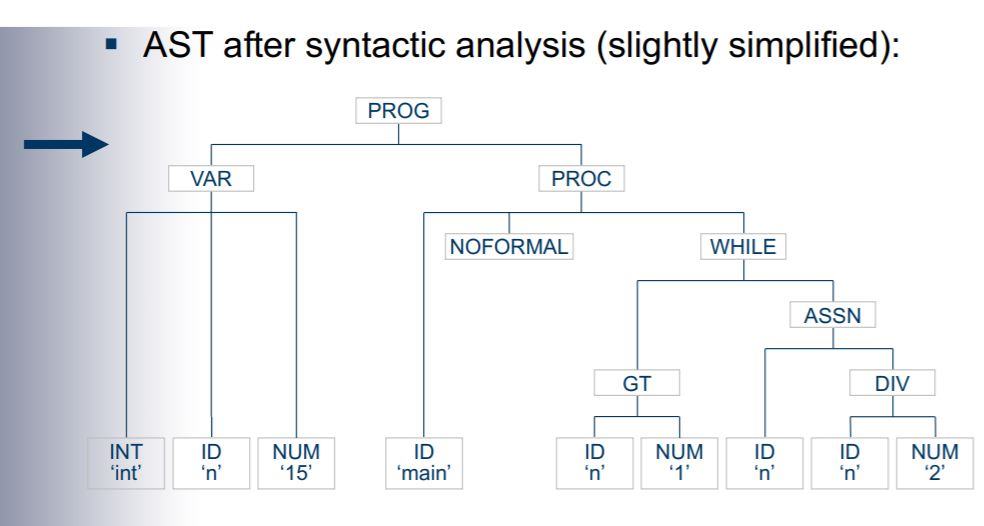 ▪ AST after syntactic analysis (slightly simplified):
PROG
VAR
PROC
NOFORMAL
WHILE
ASSN
GT
DIV
INT
‘int’
ID
‘n’
NUM
‘15’
ID
‘main’
ID
‘n’
NUM
‘1’
ID
‘n’
ID
‘n’
NUM
‘2’